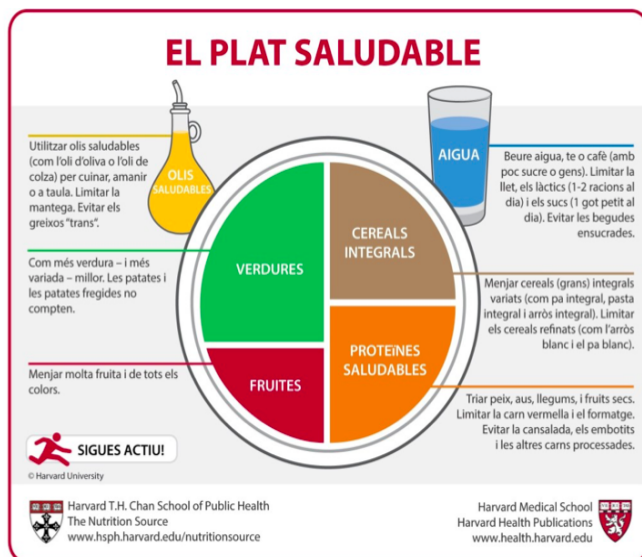 EL PLAT SALUDABLE
Utilitzar olis saludables
(com l'oli d'oliva o l'oli de
colza) per cuinar, amanir
o a taula. Limitar la
mantega. Evitar els
greixos "trans".
OLIS
SALUDABLES
AIGUA
Beure aigua, te o cafè (amb
poc sucre o gens). Limitar la
llet, els làctics (1-2 racions al
dia) i els sucs (1 got petit al
dia). Evitar les begudes
ensucrades.
Com més verdura – i més
variada – millor. Les patates i
les patates fregides no
compten.
VERDURES
CEREALS
INTEGRALS
Menjar cereals (grans) integrals
variats (com pa integral, pasta
integral i arròs integral). Limitar
els cereals refinats (com l'arròs
blanc i el pa blanc).
Menjar molta fruita i de tots els
colors.
FRUITES
PROTEÏNES
SALUDABLES
Triar peix, aus, llegums, i fruits secs.
Limitar la carn vermella i el formatge.
Evitar la cansalada, els embotits
i les altres carns processades.
SIGUES ACTIU!
© Harvard University
Harvard T.H. Chan School of Public Health
The Nutrition Source
www.hsph.harvard.edu/nutritionsource
Harvard Medical School
Harvard Health Publications
www.health.harvard.edu